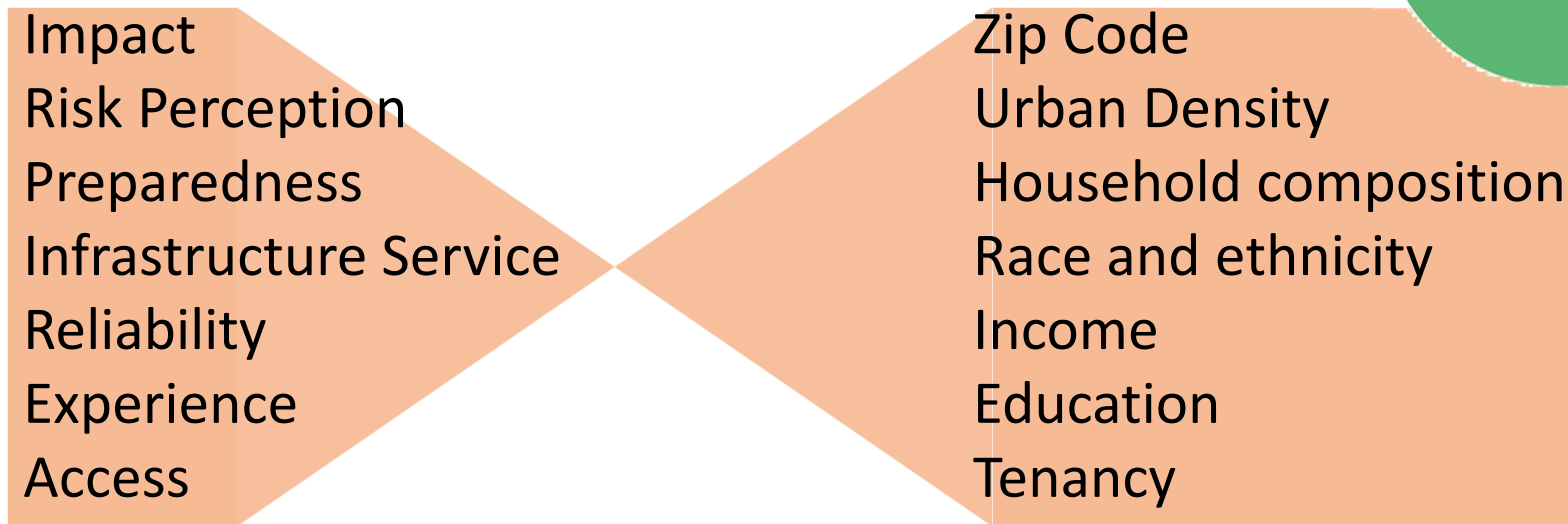 Impact
Risk Perception
Preparedness
Infrastructure Service
Reliability
Experience
Access
Zip Code
Urban Density
Household composition
Race and ethnicity
Income
Education
Tenancy